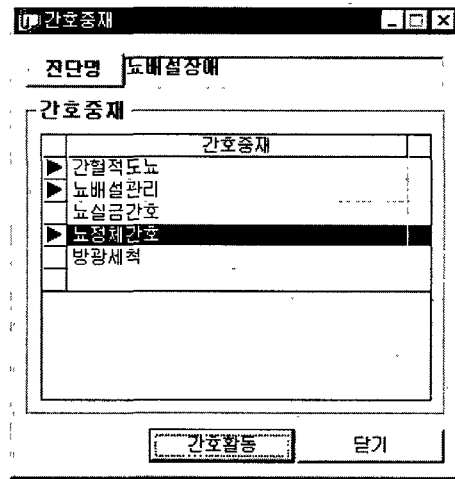 간호중재
진단명 뇨배설장애
간호중재
간호중재
간헐적도뇨
뇨배설관리
뇨실금간호
뇨정체간호
방광세척
간호활동 닫기